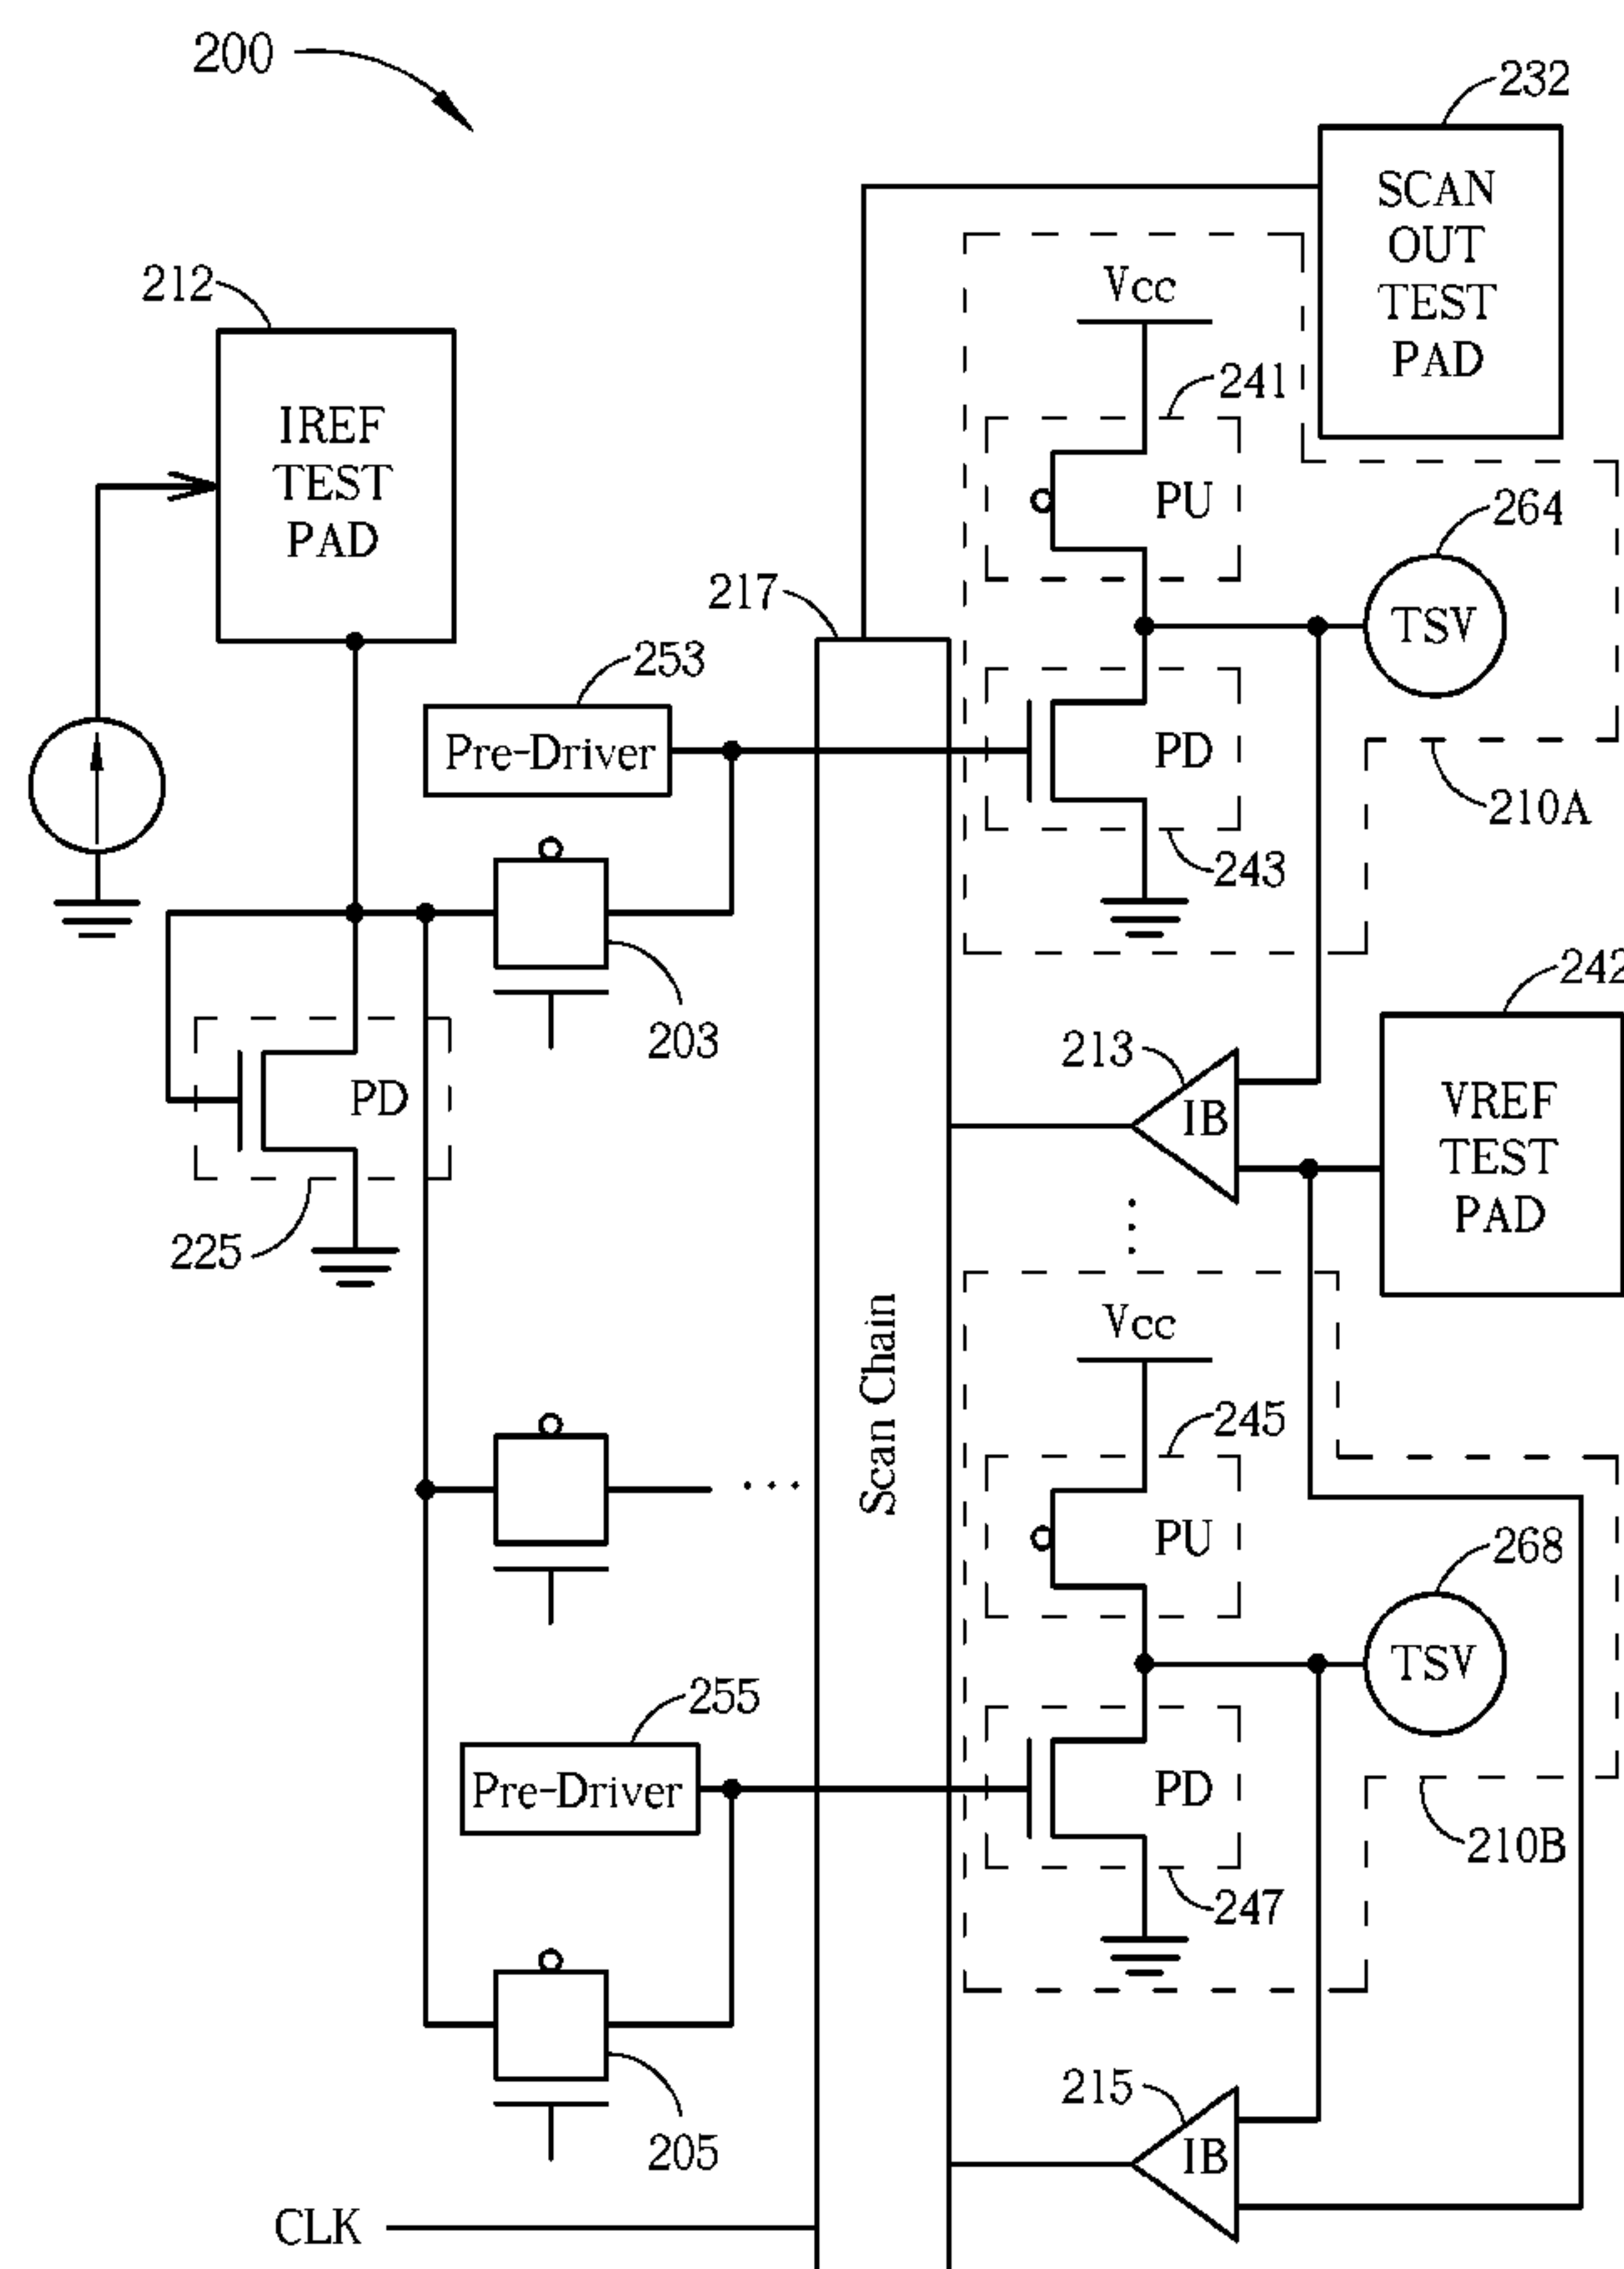 200
232
SCAN
OUT
TEST
PAD
212
IREF
TEST
PAD
Vcc
241
PU
264
TSV
217
253
Pre-Driver
PD
210A
243
203
242
213
IB
VREF
TEST
PAD
PD
225
Scan Chain
Vcc
245
PU
268
TSV
...
255
Pre-Driver
PD
210B
247
205
215
IB
CLK